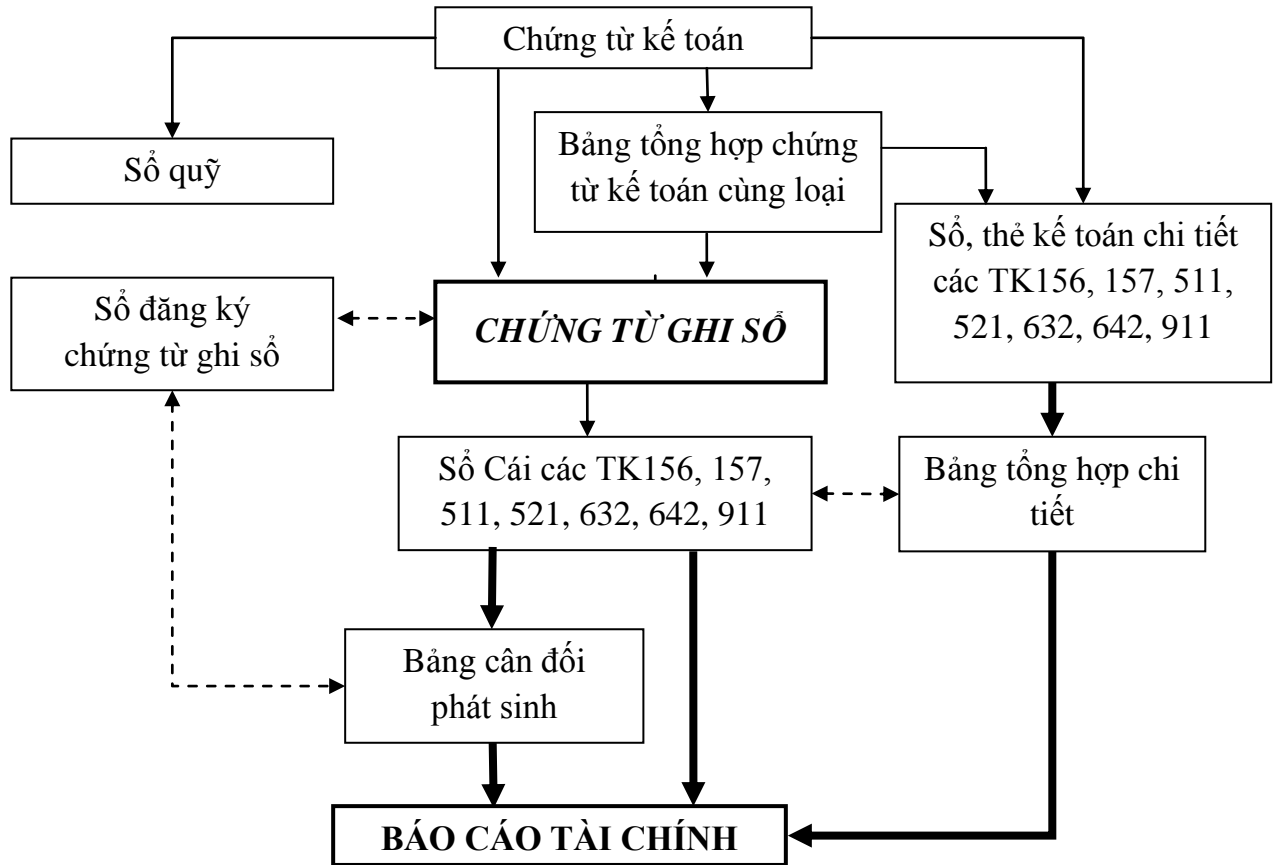 Chứng từ kế toán
Sổ quỹ
Bảng tổng hợp chứng
từ kế toán cùng loại
Sổ, thẻ kế toán chi tiết
các TK156, 157, 511,
521, 632, 642, 911
Sổ đăng ký
chứng từ ghi sổ
CHỨNG TỪ GHI SỔ
Sổ Cái các TK156, 157,
511, 521, 632, 642, 911
Bảng tổng hợp chi
tiết
Bảng cân đối
phát sinh
BÁO CÁO TÀI CHÍNH